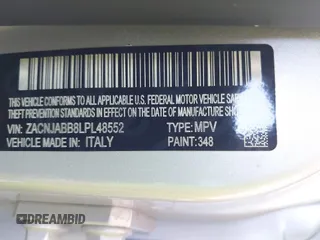 THIS VEHICLE CONFORMS TO ALL APPLICABLE U.S. FEDERAL MOTOR VEHICLE
THEFT PREVENTION STANDARDS IN EFFECT ON THE DATE OF
MANUFACTURE
VIN: ZACNJABB8LPL48552 TYPE: MPV
VEHICLE MADE IN: ITALY PAINT: 348
DREAMBID